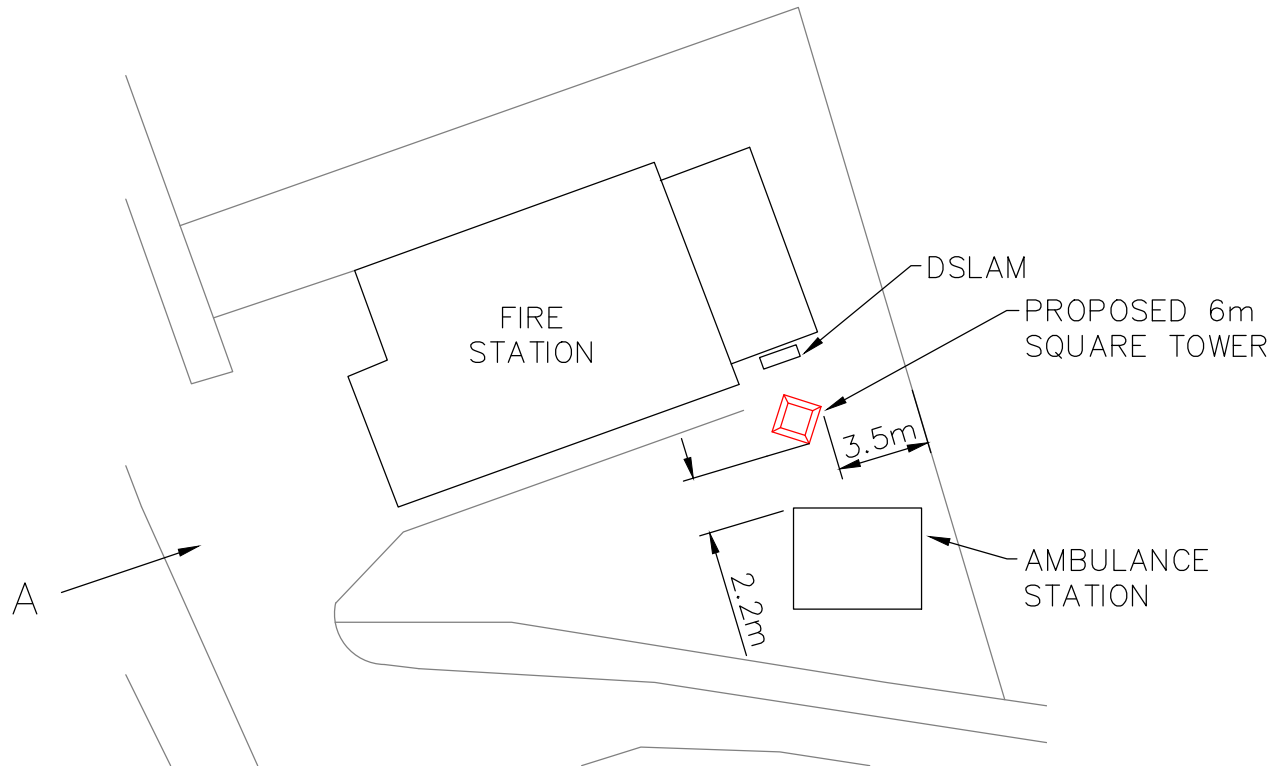 FIRE
STATION
DSLAM
PROPOSED 6m
SQUARE TOWER
3.5m
A
AMBULANCE
STATION
2.2m